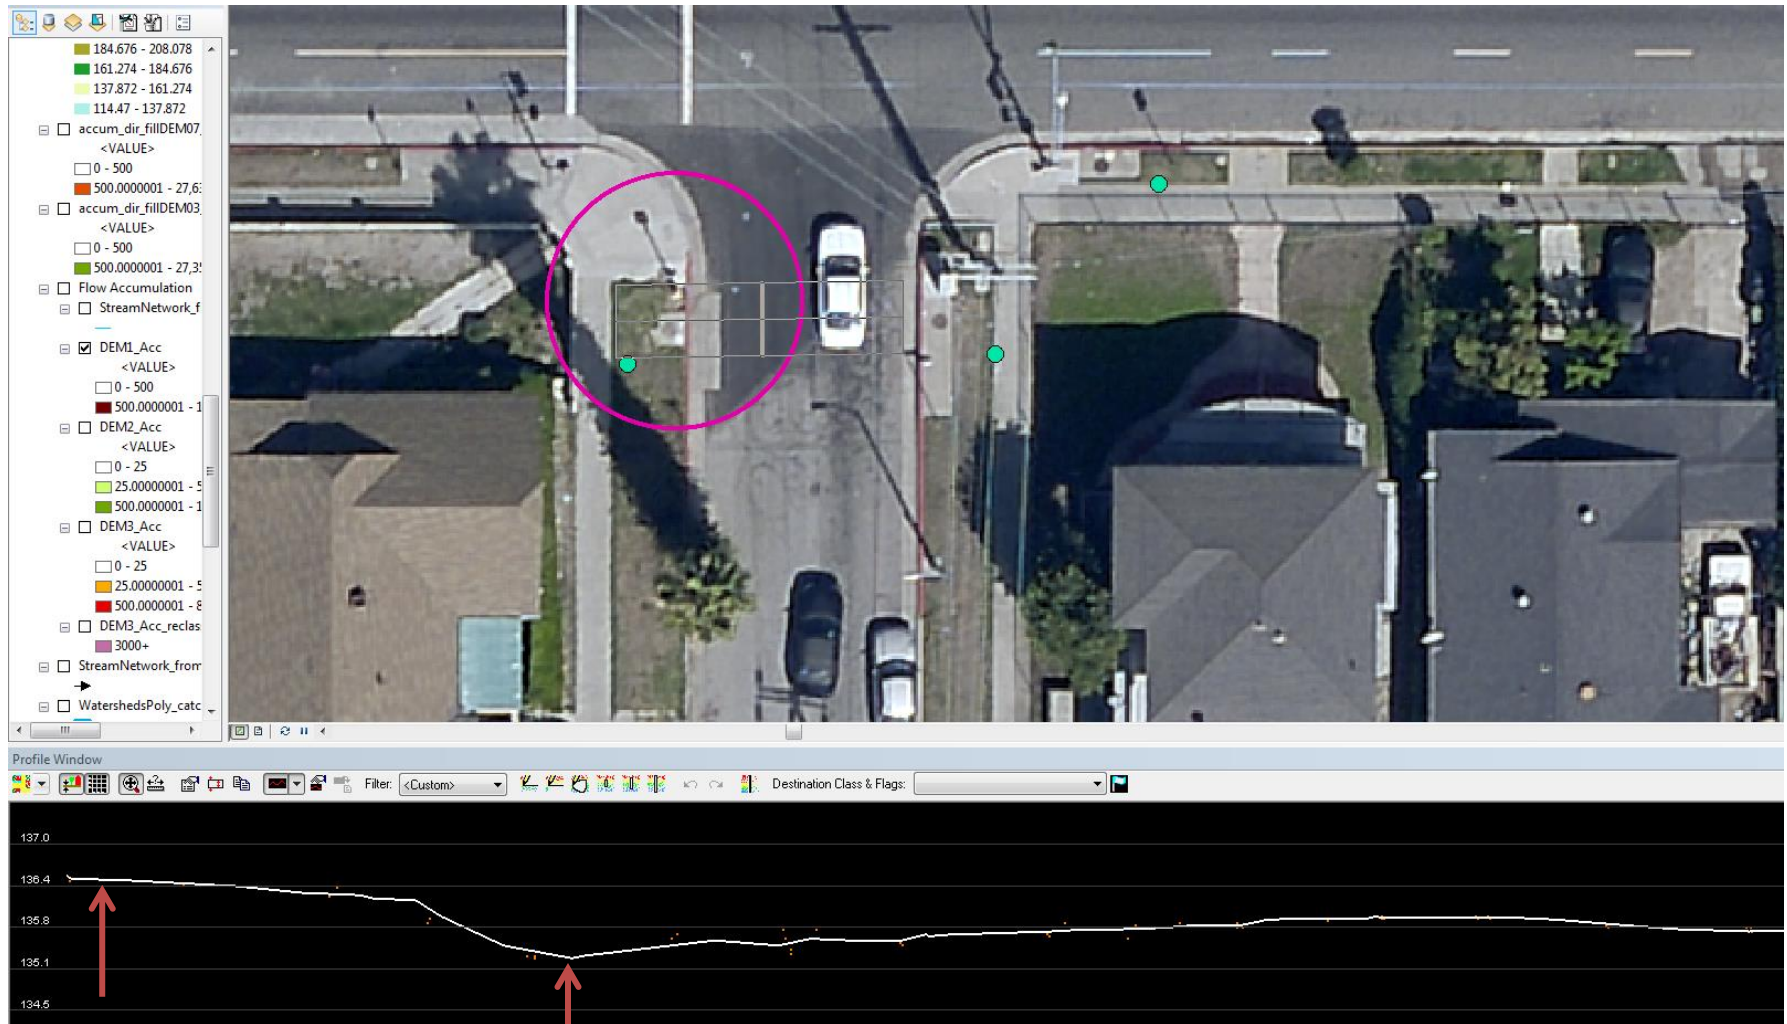 184.676 - 208.078
161.274 - 184.676
137.872 - 161.274
114.47 - 137.872
accum_dir_fillDEM07_
<VALUE>
0 - 500
500.0000001 - 27,63
accum_dir_fillDEM03_
<VALUE>
0 - 500
500.0000001 - 27,35
Flow Accumulation
StreamNetwork_f
DEM1_Acc
<VALUE>
0 - 500
500.0000001 - 1
DEM2_Acc
<VALUE>
0 - 25
25.00000001 - 5
500.0000001 - 1
DEM3_Acc
<VALUE>
0 - 25
25.00000001 - 5
500.0000001 - 8
DEM3_Acc_reclas
3000+
StreamNetwork_from
WatershedsPoly_catc
Profile Window
Filter: <Custom> Destination Class & Flags:
137.0
136.4
135.8
135.1
134.5